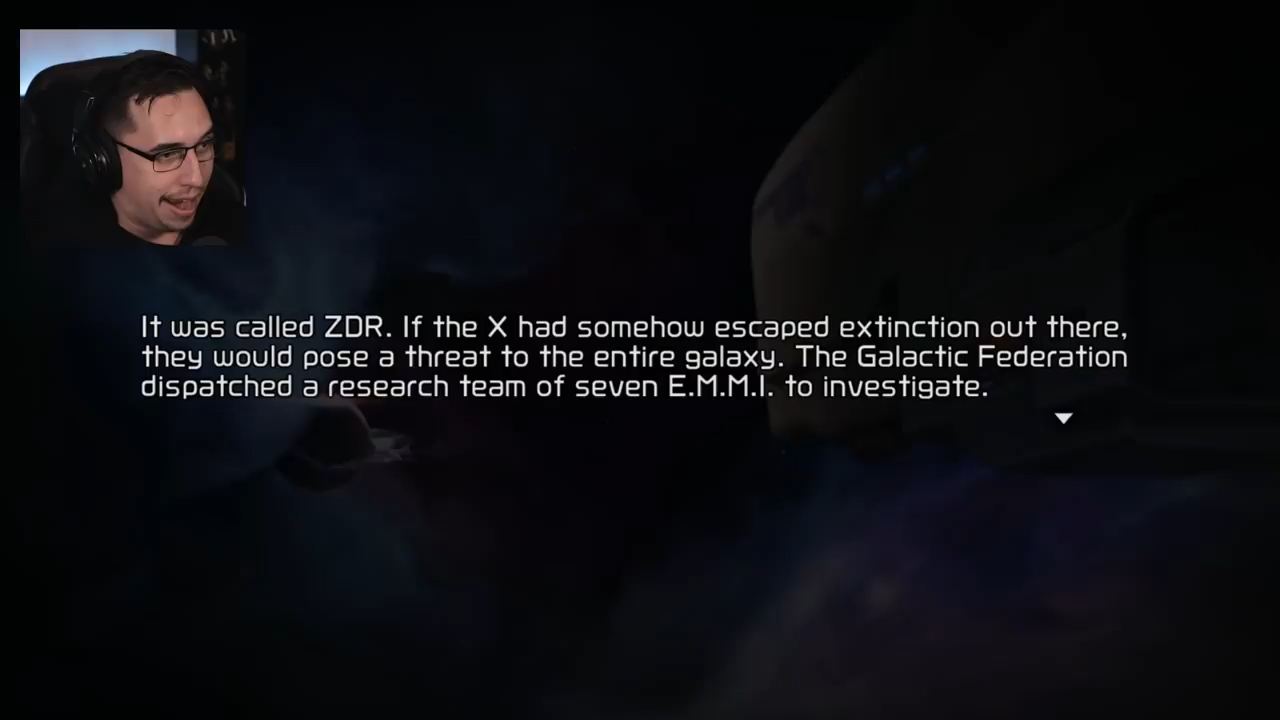 It was called ZDR. If the X had somehow escaped extinction out there,
they would pose a threat to the entire galaxy. The Galactic Federation
dispatched a research team of seven E.M.M.I. to investigate.